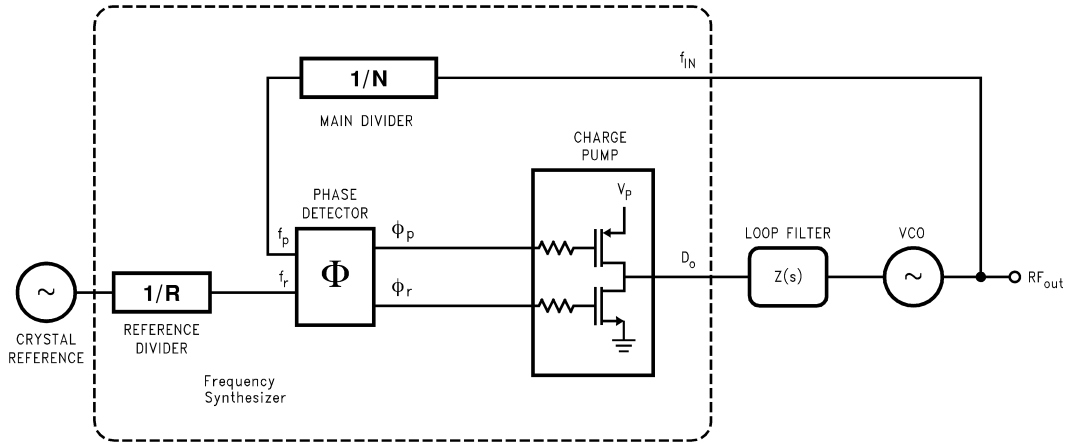 f_IN
1/N
MAIN DIVIDER
CHARGE
PUMP
V_P
PHASE
DETECTOR
f_p
ϕ_p
LOOP FILTER
VCO
D_o
f_r
Φ
Z(s)
~
RF_out
~
1/R
ϕ_r
CRYSTAL
REFERENCE
REFERENCE
DIVIDER
Frequency
Synthesizer